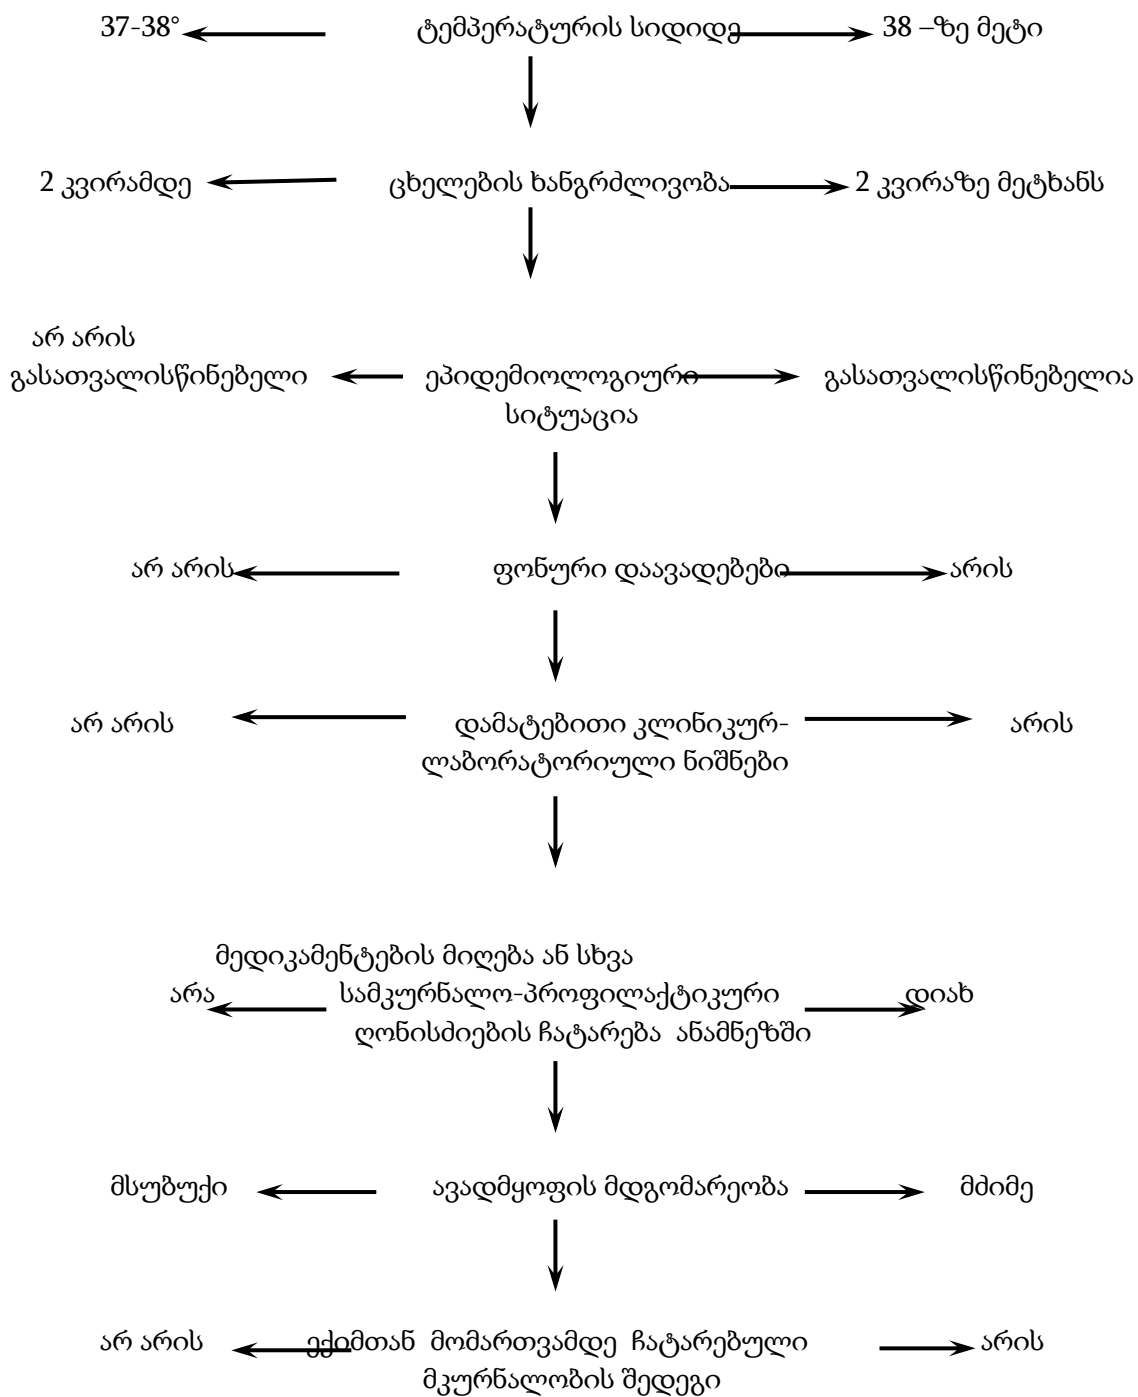 37-38° ტემპერატურის სიდიდე 38 –ზე მეტი
2 კვირამდე ცხელების ხანგრძლივობა 2 კვირაზე მეტხანს
არ არის
გასათვალისწინებელი ეპიდემიოლოგიური გასათვალისწინებელია
სიტუაცია
არ არის ფონური დაავადებები არის
არ არის დამატებითი კლინიკურ- არის
ლაბორატორიული ნიშნები
მედიკამენტების მიღება ან სხვა
არა სამკურნალო-პროფილაქტიკური დიახ
ღონისძიების ჩატარება ანამნეზში
მსუბუქი ავადმყოფის მდგომარეობა მძიმე
არ არის ექიმთან მომართვამდე ჩატარებული არის
მკურნალობის შედეგი